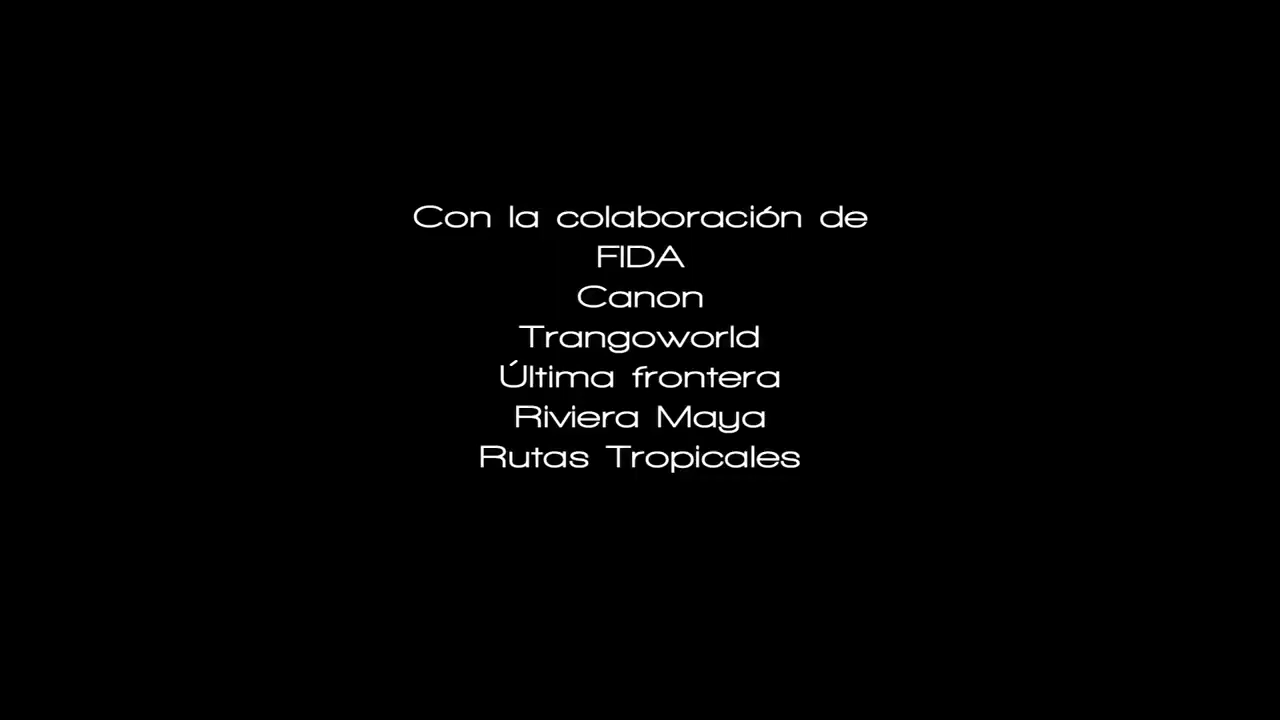 Con la colaboración de
FIDA
Canon
Trangoworld
Última frontera
Riviera Maya
Rutas Tropicales